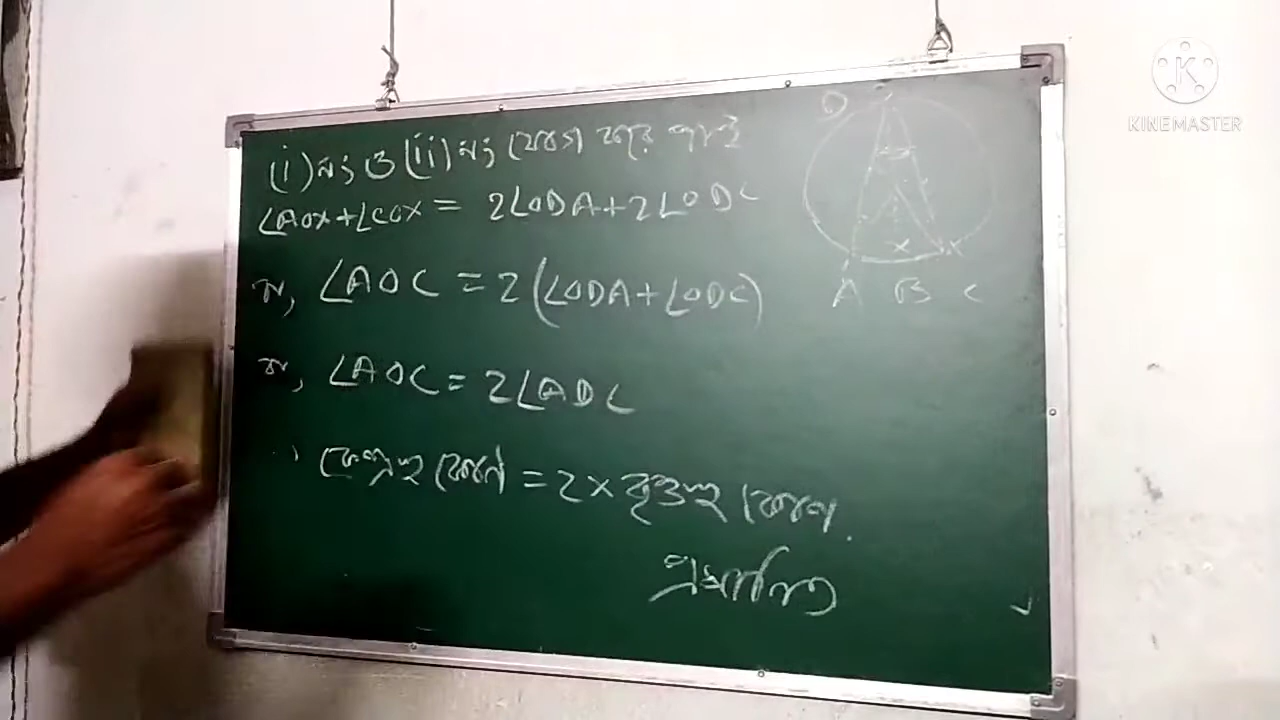 (i) নং ও (ii) নং যোগ করে পাই
∠AOX+∠COX = 2∠ODA+2∠ODC
বা, ∠AOC = 2(∠ODA+∠ODC)
বা, ∠AOC = 2∠ADC
কেন্দ্রস্থ কোণ = 2 × বৃত্তস্থ কোণ.
প্রমাণিত
D
X
A B C
K
KINEMASTER